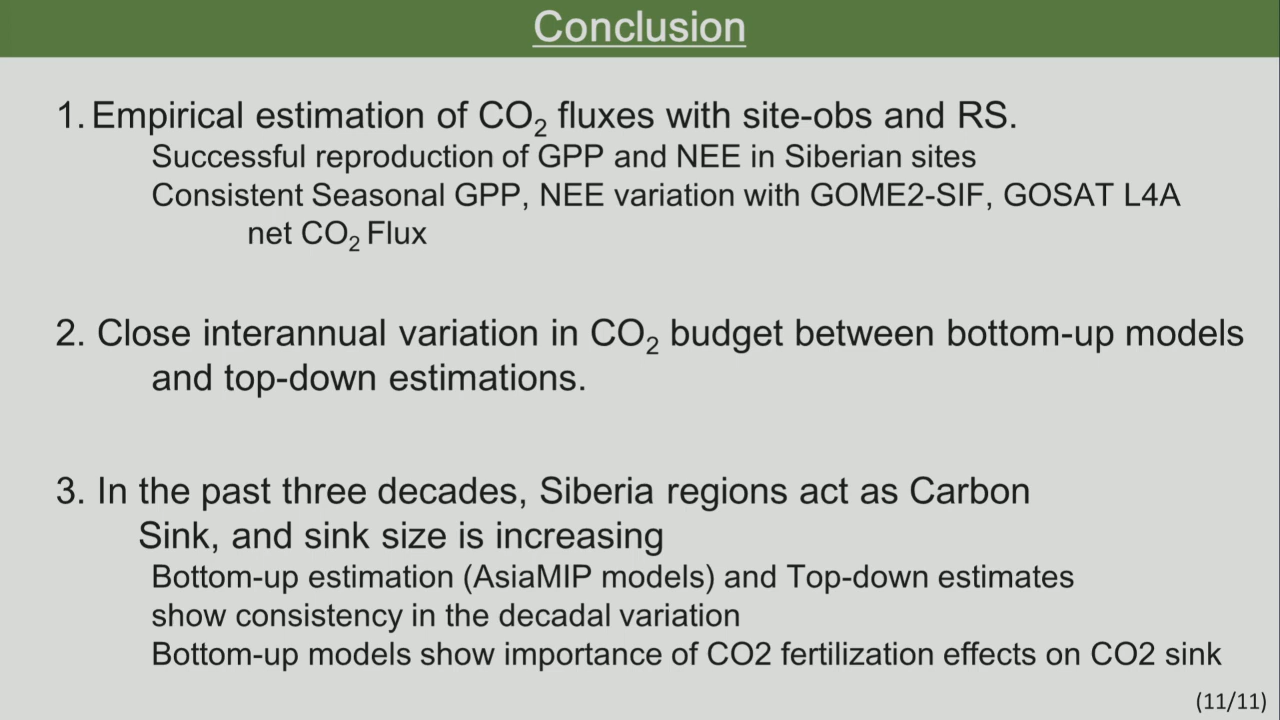 Conclusion
1. Empirical estimation of CO₂ fluxes with site-obs and RS.
Successful reproduction of GPP and NEE in Siberian sites
Consistent Seasonal GPP, NEE variation with GOME2-SIF, GOSAT L4A
net CO₂ Flux
2. Close interannual variation in CO₂ budget between bottom-up models
and top-down estimations.
3. In the past three decades, Siberia regions act as Carbon
Sink, and sink size is increasing
Bottom-up estimation (AsiaMIP models) and Top-down estimates
show consistency in the decadal variation
Bottom-up models show importance of CO2 fertilization effects on CO2 sink
(11/11)